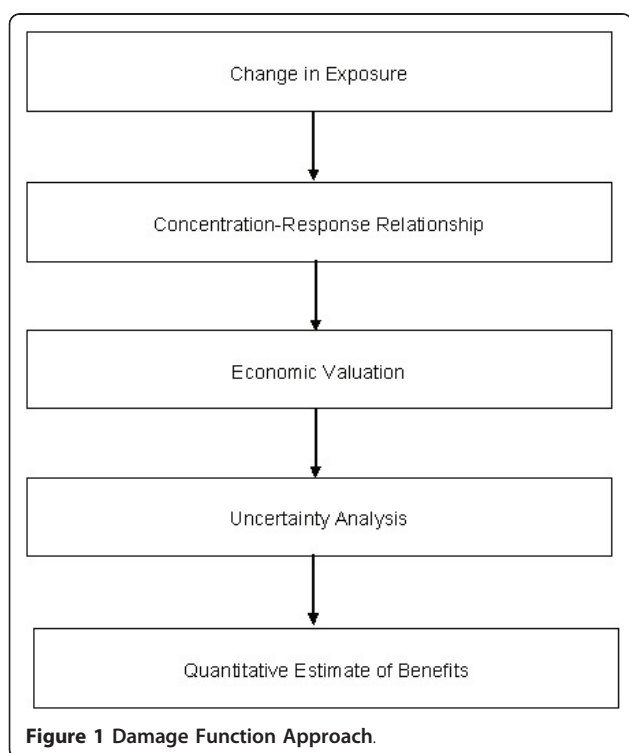 Change in Exposure
Concentration-Response Relationship
Economic Valuation
Uncertainty Analysis
Quantitative Estimate of Benefits
Figure 1 Damage Function Approach.